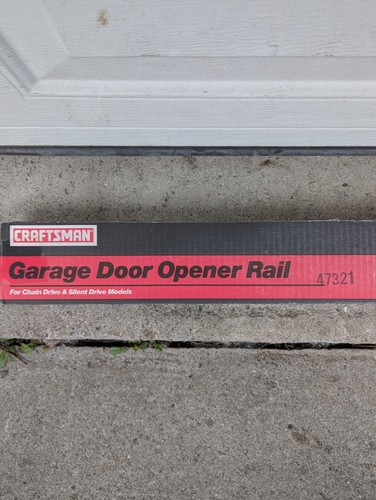 CRAFTSMAN
Garage Door Opener Rail 47321
For Chain Drive & Silent Drive Models